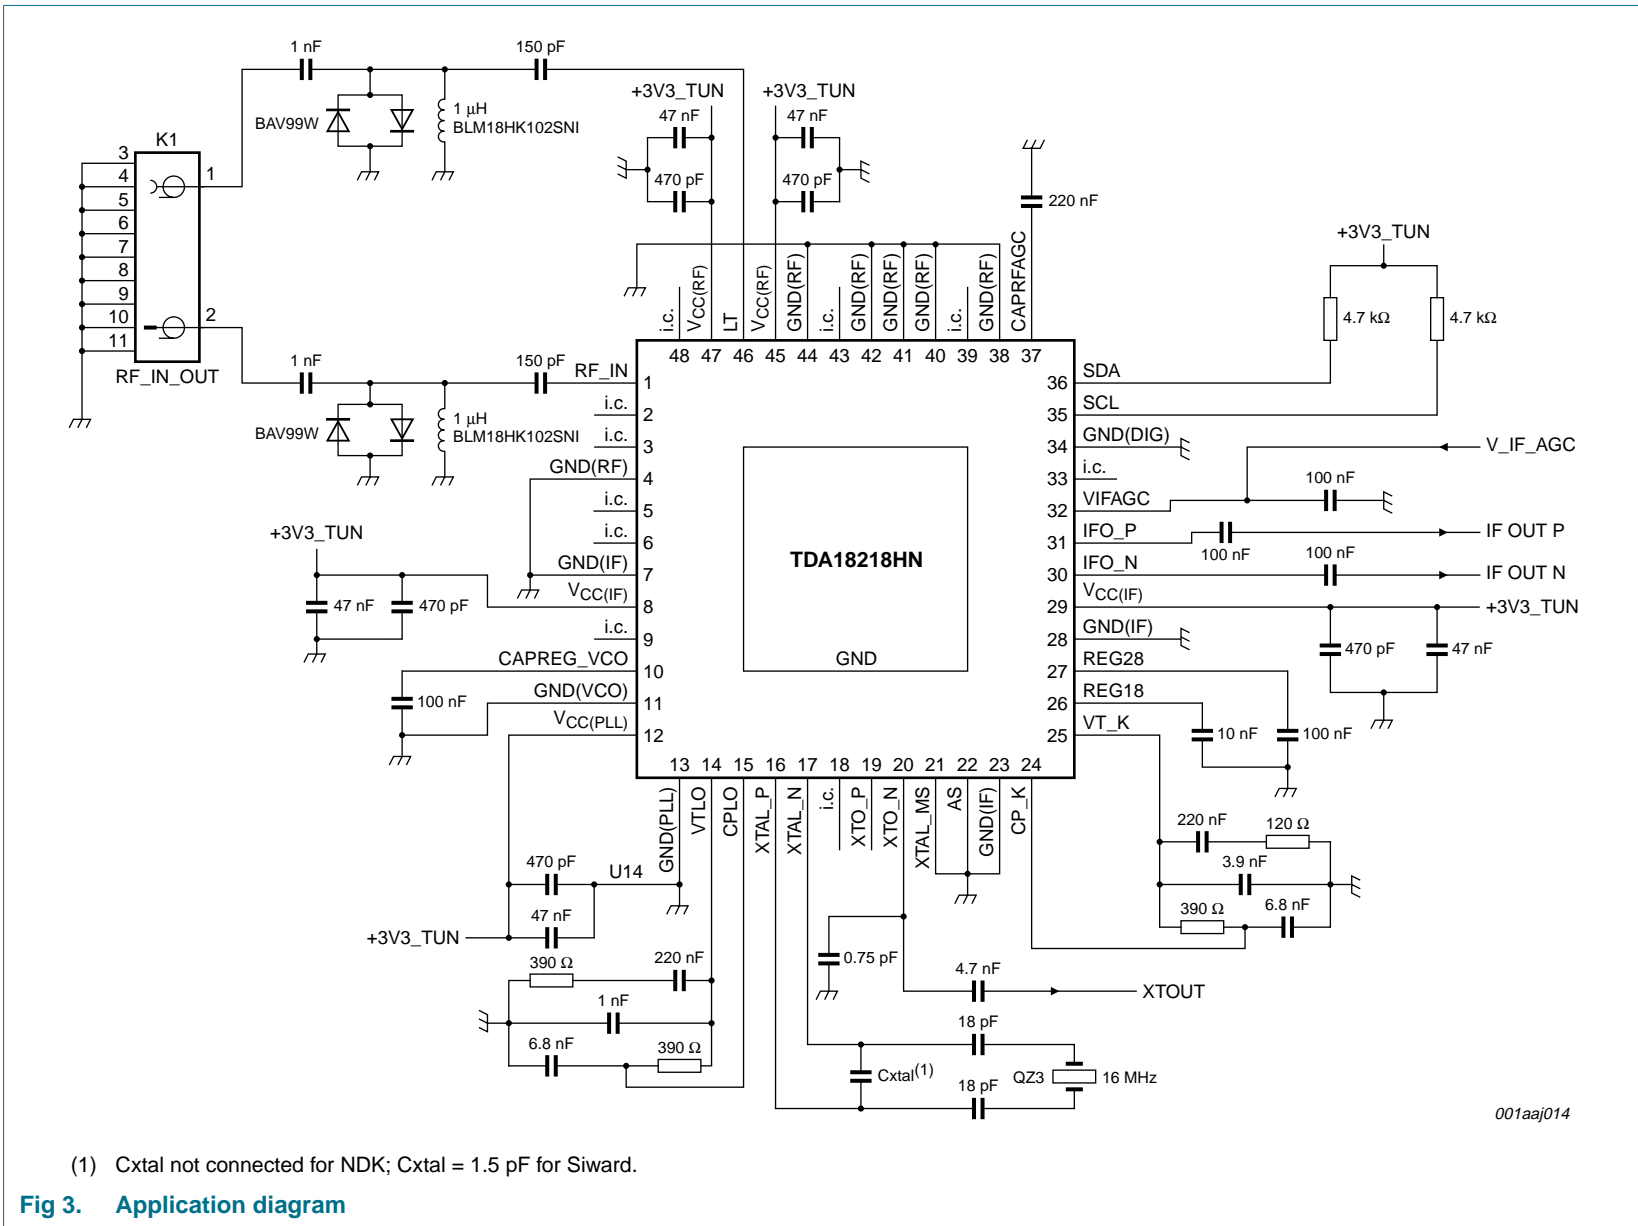 1 nF
150 pF
+3V3_TUN
+3V3_TUN
BAV99W
1 μH
BLM18HK102SNI
47 nF
47 nF
K1
3
4
5
6
7
8
9
10
11
1
2
RF_IN_OUT
470 pF
470 pF
220 nF
+3V3_TUN
4.7 kΩ
4.7 kΩ
i.c.
VCC(RF)
LT
VCC(RF)
GND(RF)
i.c.
GND(RF)
GND(RF)
GND(RF)
i.c.
GND(RF)
CAPRFAGC
48 47 46 45 44 43 42 41 40 39 38 37
1 nF
150 pF
BAV99W
1 μH
BLM18HK102SNI
RF_IN
1
i.c.
2
i.c.
3
GND(RF)
4
i.c.
5
i.c.
6
GND(IF)
7
VCC(IF)
8
i.c.
9
CAPREG_VCO
10
GND(VCO)
11
VCC(PLL)
12
+3V3_TUN
47 nF
470 pF
100 nF
TDA18218HN
GND
36
SDA
35
SCL
34
GND(DIG)
33
i.c.
32
VIFAGC
31
IFO_P
30
IFO_N
29
VCC(IF)
28
GND(IF)
27
REG28
26
REG18
25
VT_K
V_IF_AGC
100 nF
100 nF
IF OUT P
100 nF
IF OUT N
+3V3_TUN
470 pF
47 nF
10 nF
100 nF
13 14 15 16 17 18 19 20 21 22 23 24
GND(PLL)
VTLO
CPLO
XTAL_P
XTAL_N
i.c.
XTO_P
XTO_N
XTAL_MS
AS
GND(IF)
CP_K
220 nF
120 Ω
3.9 nF
390 Ω
6.8 nF
470 pF
U14
47 nF
+3V3_TUN
390 Ω
220 nF
1 nF
6.8 nF
390 Ω
0.75 pF
4.7 nF
XTOUT
18 pF
Cxtal(1)
QZ3
16 MHz
18 pF
001aaj014
(1) Cxtal not connected for NDK; Cxtal = 1.5 pF for Siward.
Fig 3. Application diagram